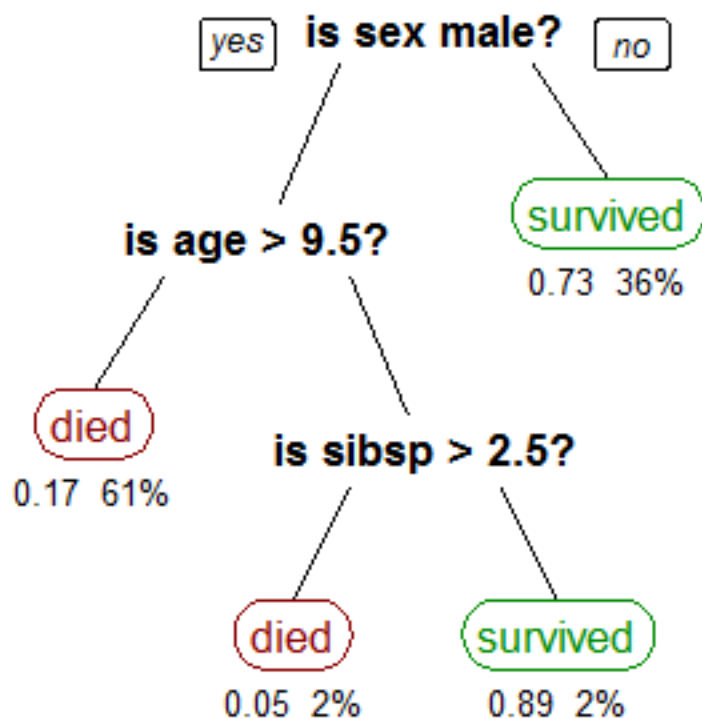 yes is sex male? no
survived
0.73 36%
is age > 9.5?
died
0.17 61%
is sibsp > 2.5?
died
0.05 2%
survived
0.89 2%